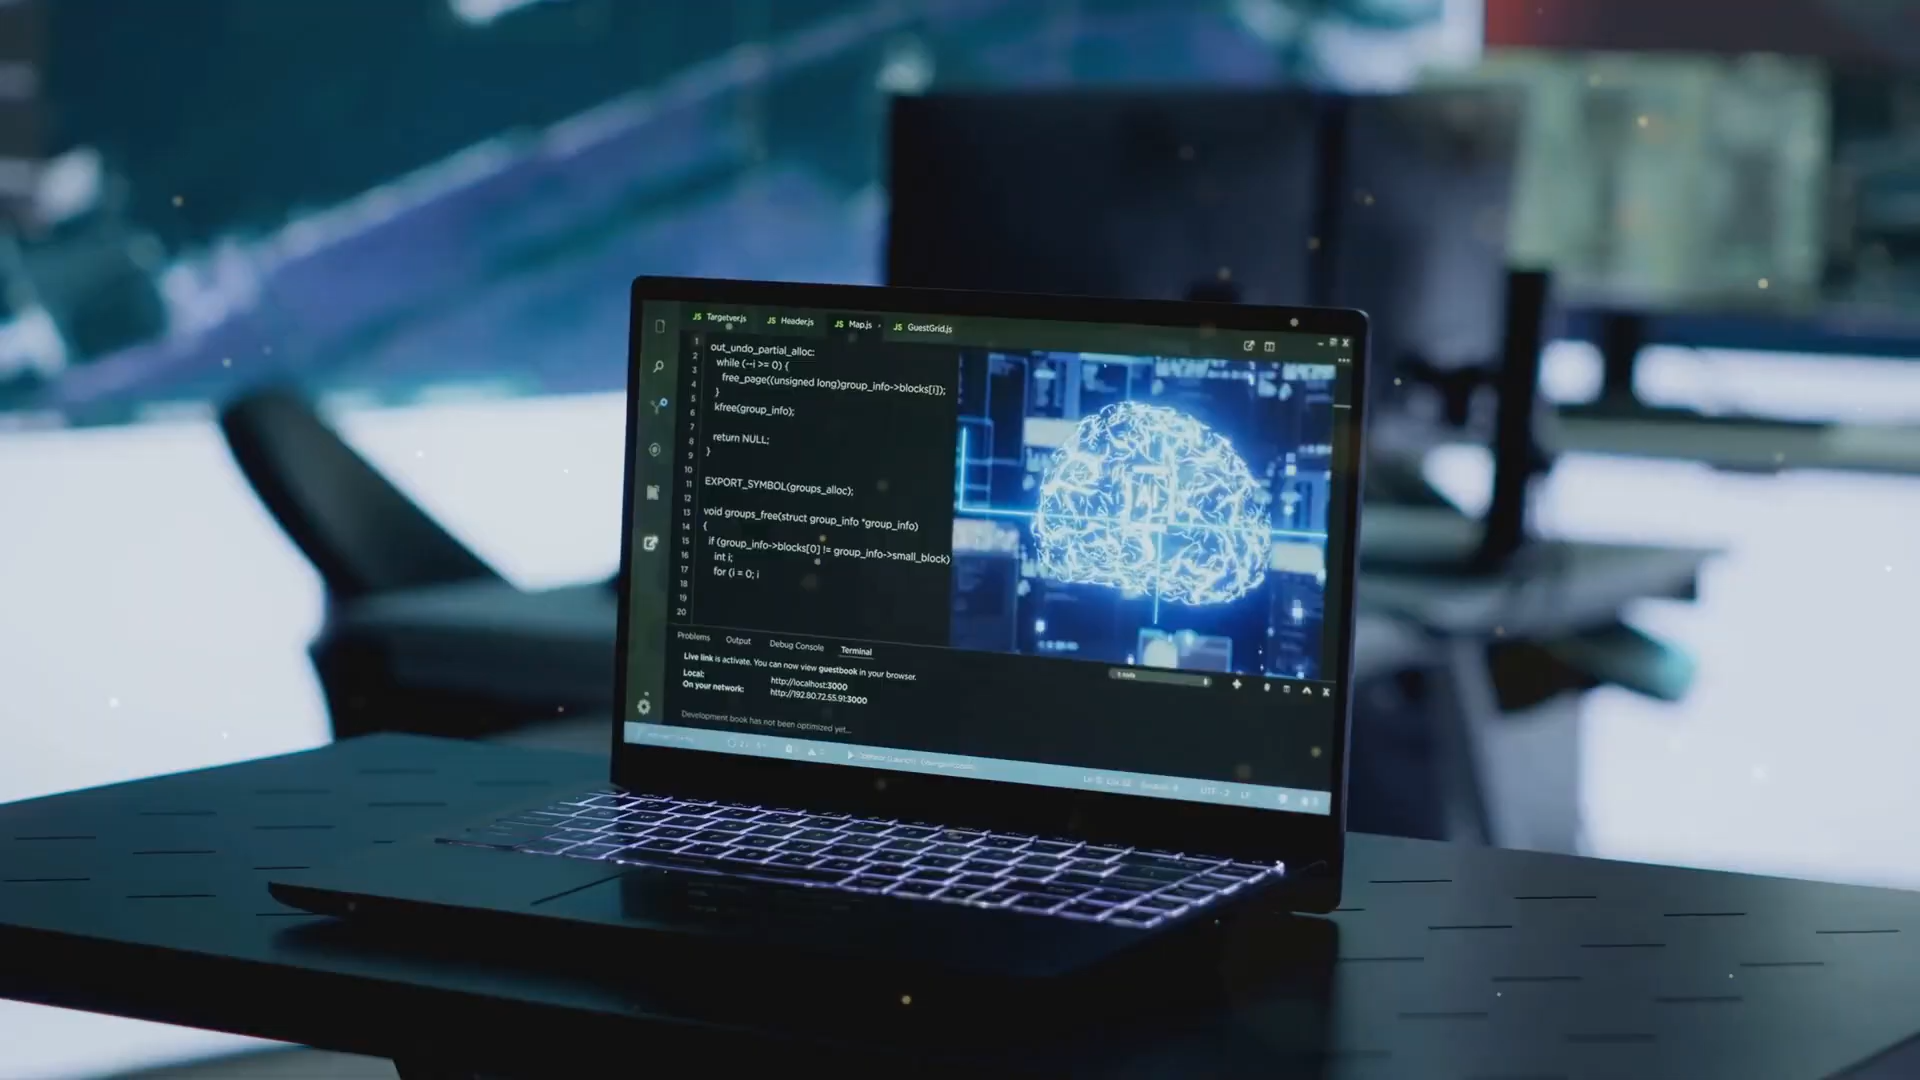 JS Targetver.js JS Header.js JS Map.js JS GuestGrid.js
1
2
3
4
5
6
7
8
9
10
11
12
13
14
15
16
17
18
19
20
out_undo_partial_alloc:
while (--i >= 0) {
free_page((unsigned long)group_info->blocks[i]);
}
kfree(group_info);
return NULL;
}
EXPORT_SYMBOL(groups_alloc);
void groups_free(struct group_info *group_info)
{
if (group_info->blocks[0] != group_info->small_block)
int i;
for (i = 0; i
AI
Problems Output Debug Console Terminal
Live link is activate. You can now view guestbook in your browser.
Local: http://localhost:3000
On your network: http://192.80.72.55.91:3000
Development book has not been optimized yet...
UTF - 2 LF